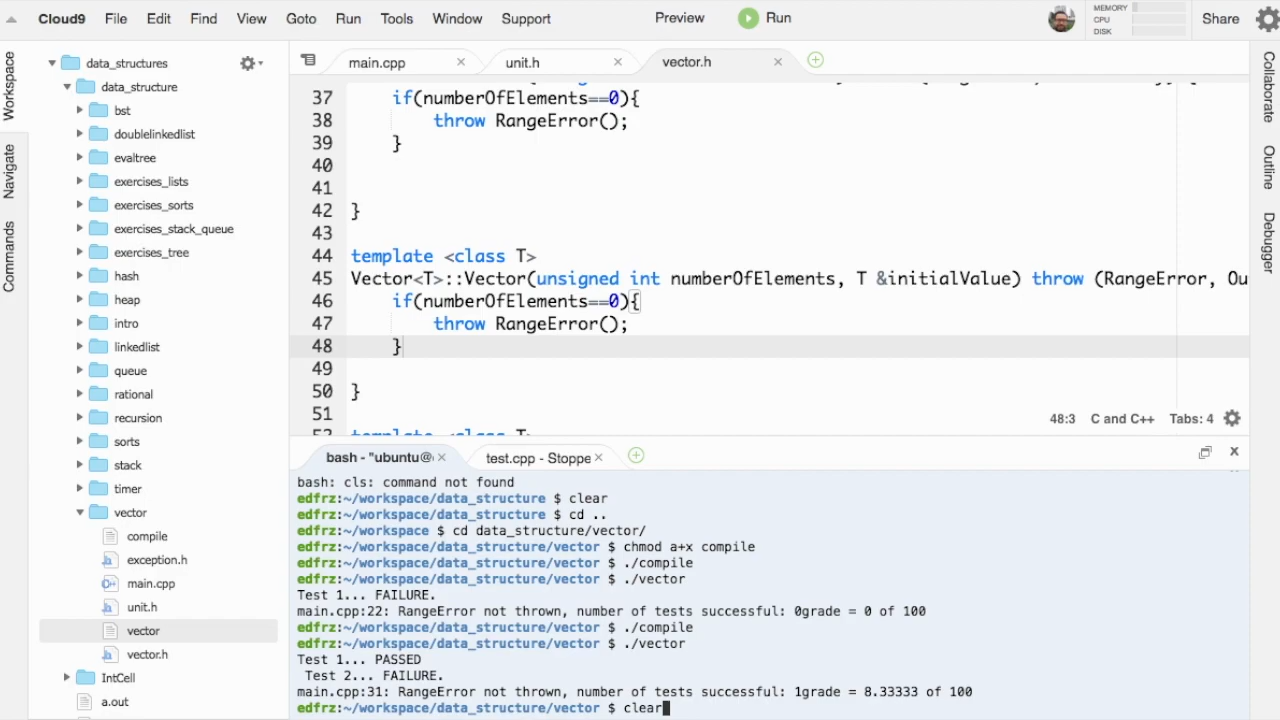 Cloud9 File Edit Find View Goto Run Tools Window Support Preview Run MEMORY CPU DISK Share
Workspace
Navigate
Commands
data_structures
data_structure
bst
doublelinkedlist
evaltree
exercises_lists
exercises_sorts
exercises_stack_queue
exercises_tree
hash
heap
intro
linkedlist
queue
rational
recursion
sorts
stack
timer
vector
compile
exception.h
main.cpp
unit.h
vector
vector.h
IntCell
a.out
main.cpp unit.h vector.h
37 if(numberOfElements==0){
38 throw RangeError();
39 }
40
41
42 }
43
44 template <class T>
45 Vector<T>::Vector(unsigned int numberOfElements, T &initialValue) throw (RangeError, Ou
46 if(numberOfElements==0){
47 throw RangeError();
48 }
49
50 }
51
52 template <class T>
48:3 C and C++ Tabs: 4
bash - "ubuntu@ test.cpp - Stoppe
bash: cls: command not found
edfrz:~/workspace/data_structure $ clear
edfrz:~/workspace/data_structure $ cd ..
edfrz:~/workspace $ cd data_structure/vector/
edfrz:~/workspace/data_structure/vector $ chmod a+x compile
edfrz:~/workspace/data_structure/vector $ ./compile
edfrz:~/workspace/data_structure/vector $ ./vector
Test 1... FAILURE.
main.cpp:22: RangeError not thrown, number of tests successful: 0grade = 0 of 100
edfrz:~/workspace/data_structure/vector $ ./compile
edfrz:~/workspace/data_structure/vector $ ./vector
Test 1... PASSED
Test 2... FAILURE.
main.cpp:31: RangeError not thrown, number of tests successful: 1grade = 8.33333 of 100
edfrz:~/workspace/data_structure/vector $ clear
Collaborate
Outline
Debugger